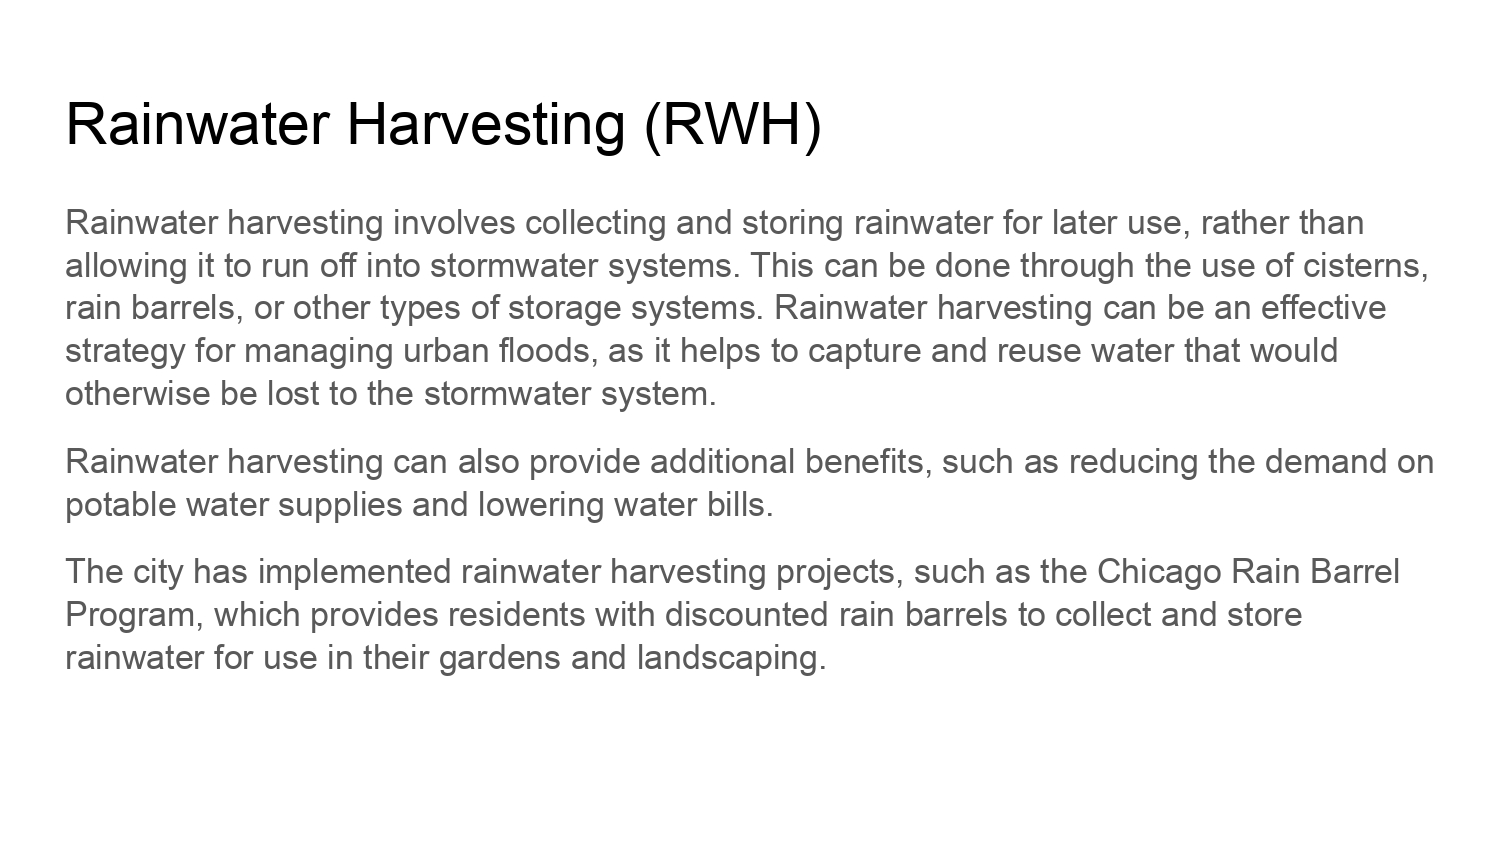 Rainwater Harvesting (RWH)
Rainwater harvesting involves collecting and storing rainwater for later use, rather than
allowing it to run off into stormwater systems. This can be done through the use of cisterns,
rain barrels, or other types of storage systems. Rainwater harvesting can be an effective
strategy for managing urban floods, as it helps to capture and reuse water that would
otherwise be lost to the stormwater system.
Rainwater harvesting can also provide additional benefits, such as reducing the demand on
potable water supplies and lowering water bills.
The city has implemented rainwater harvesting projects, such as the Chicago Rain Barrel
Program, which provides residents with discounted rain barrels to collect and store
rainwater for use in their gardens and landscaping.